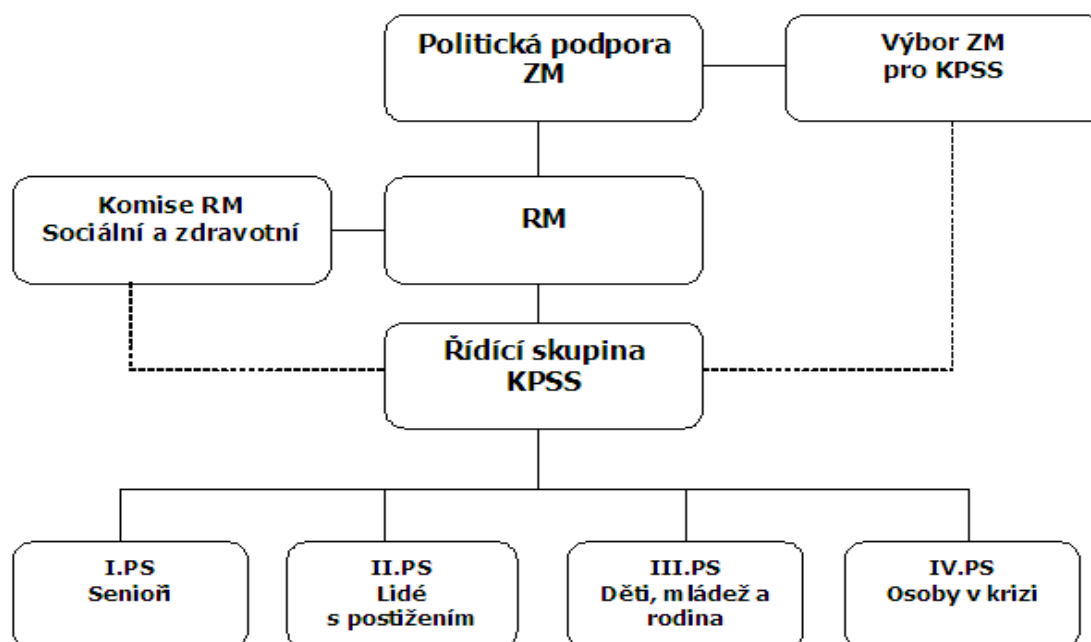 Politická podpora
ZM
Výbor ZM
pro KPSS
Komise RM
Sociální a zdravotní
RM
Řídící skupina
KPSS
I.PS
Senioři
II.PS
Lidé
s postižením
III.PS
Děti, mládež a
rodina
IV.PS
Osoby v krizi